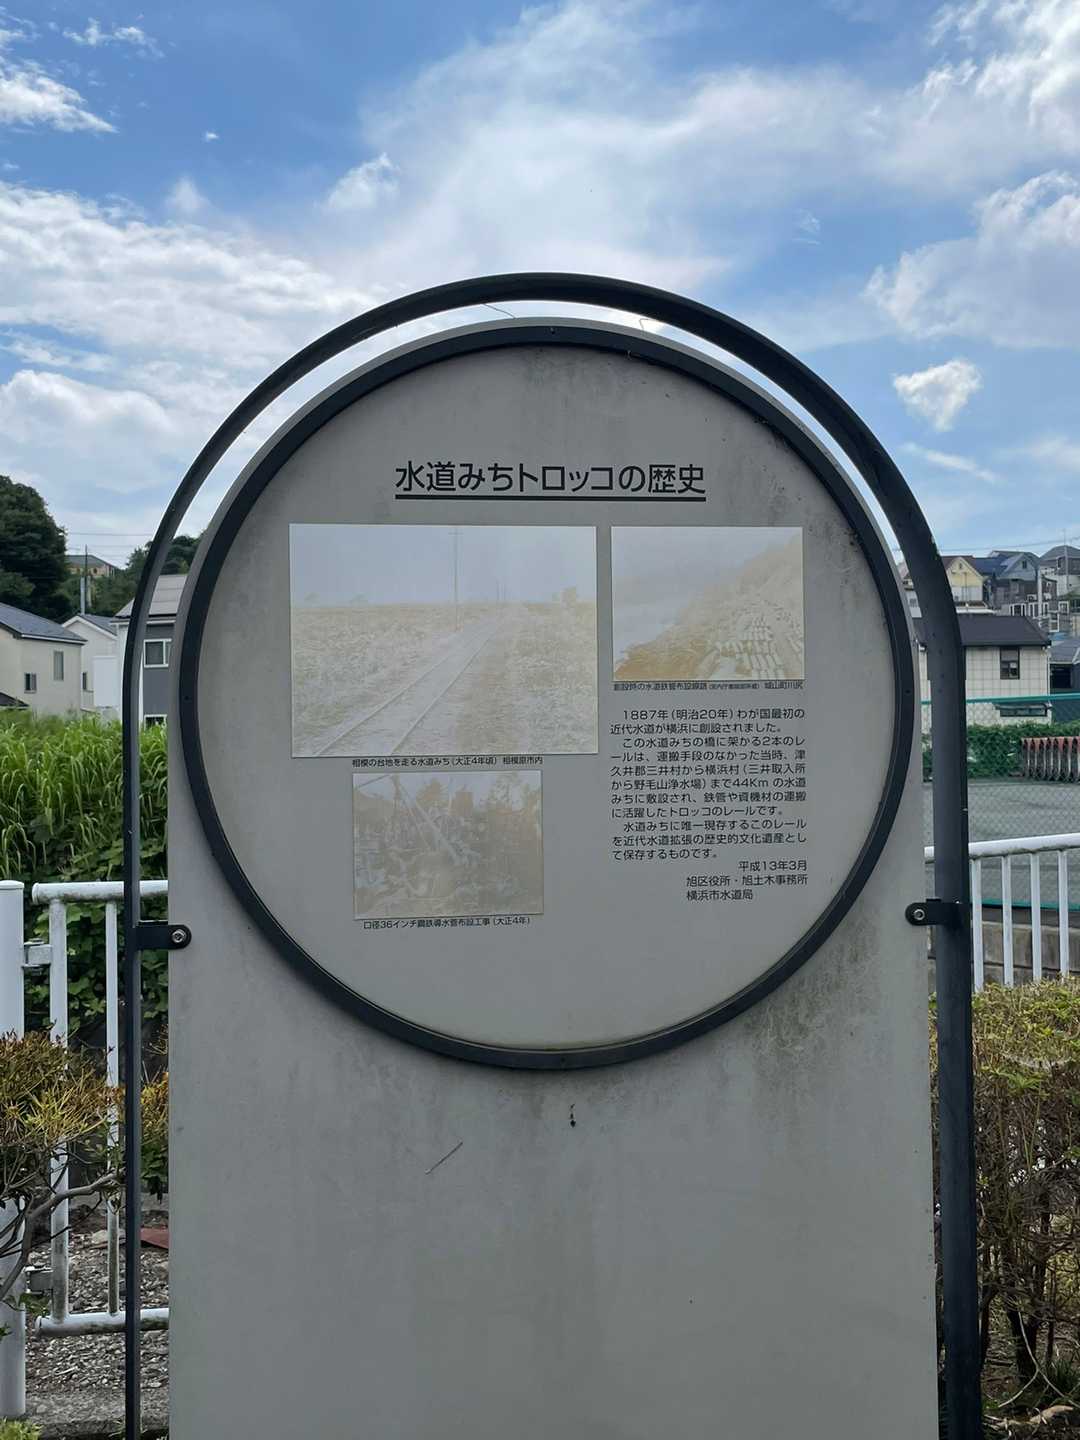 水道みちトロッコの歴史
相模の台地を走る水道みち(大正4年頃) 相模原市内
創設時の水道鉄管布設線路(宮内庁書陵部所蔵) 城山町川尻
口径36インチ鋼鉄導水管布設工事(大正4年)
1887年(明治20年)わが国最初の
近代水道が横浜に創設されました。
この水道みちの橋に架かる2本のレ
ールは、運搬手段のなかった当時、津
久井郡三井村から横浜村(三井取入所
から野毛山浄水場)まで44Kmの水道
みちに敷設され、鉄管や資機材の運搬
に活躍したトロッコのレールです。
水道みちに唯一現存するこのレール
を近代水道拡張の歴史的文化遺産とし
て保存するものです。
平成13年3月
旭区役所・旭土木事務所
横浜市水道局